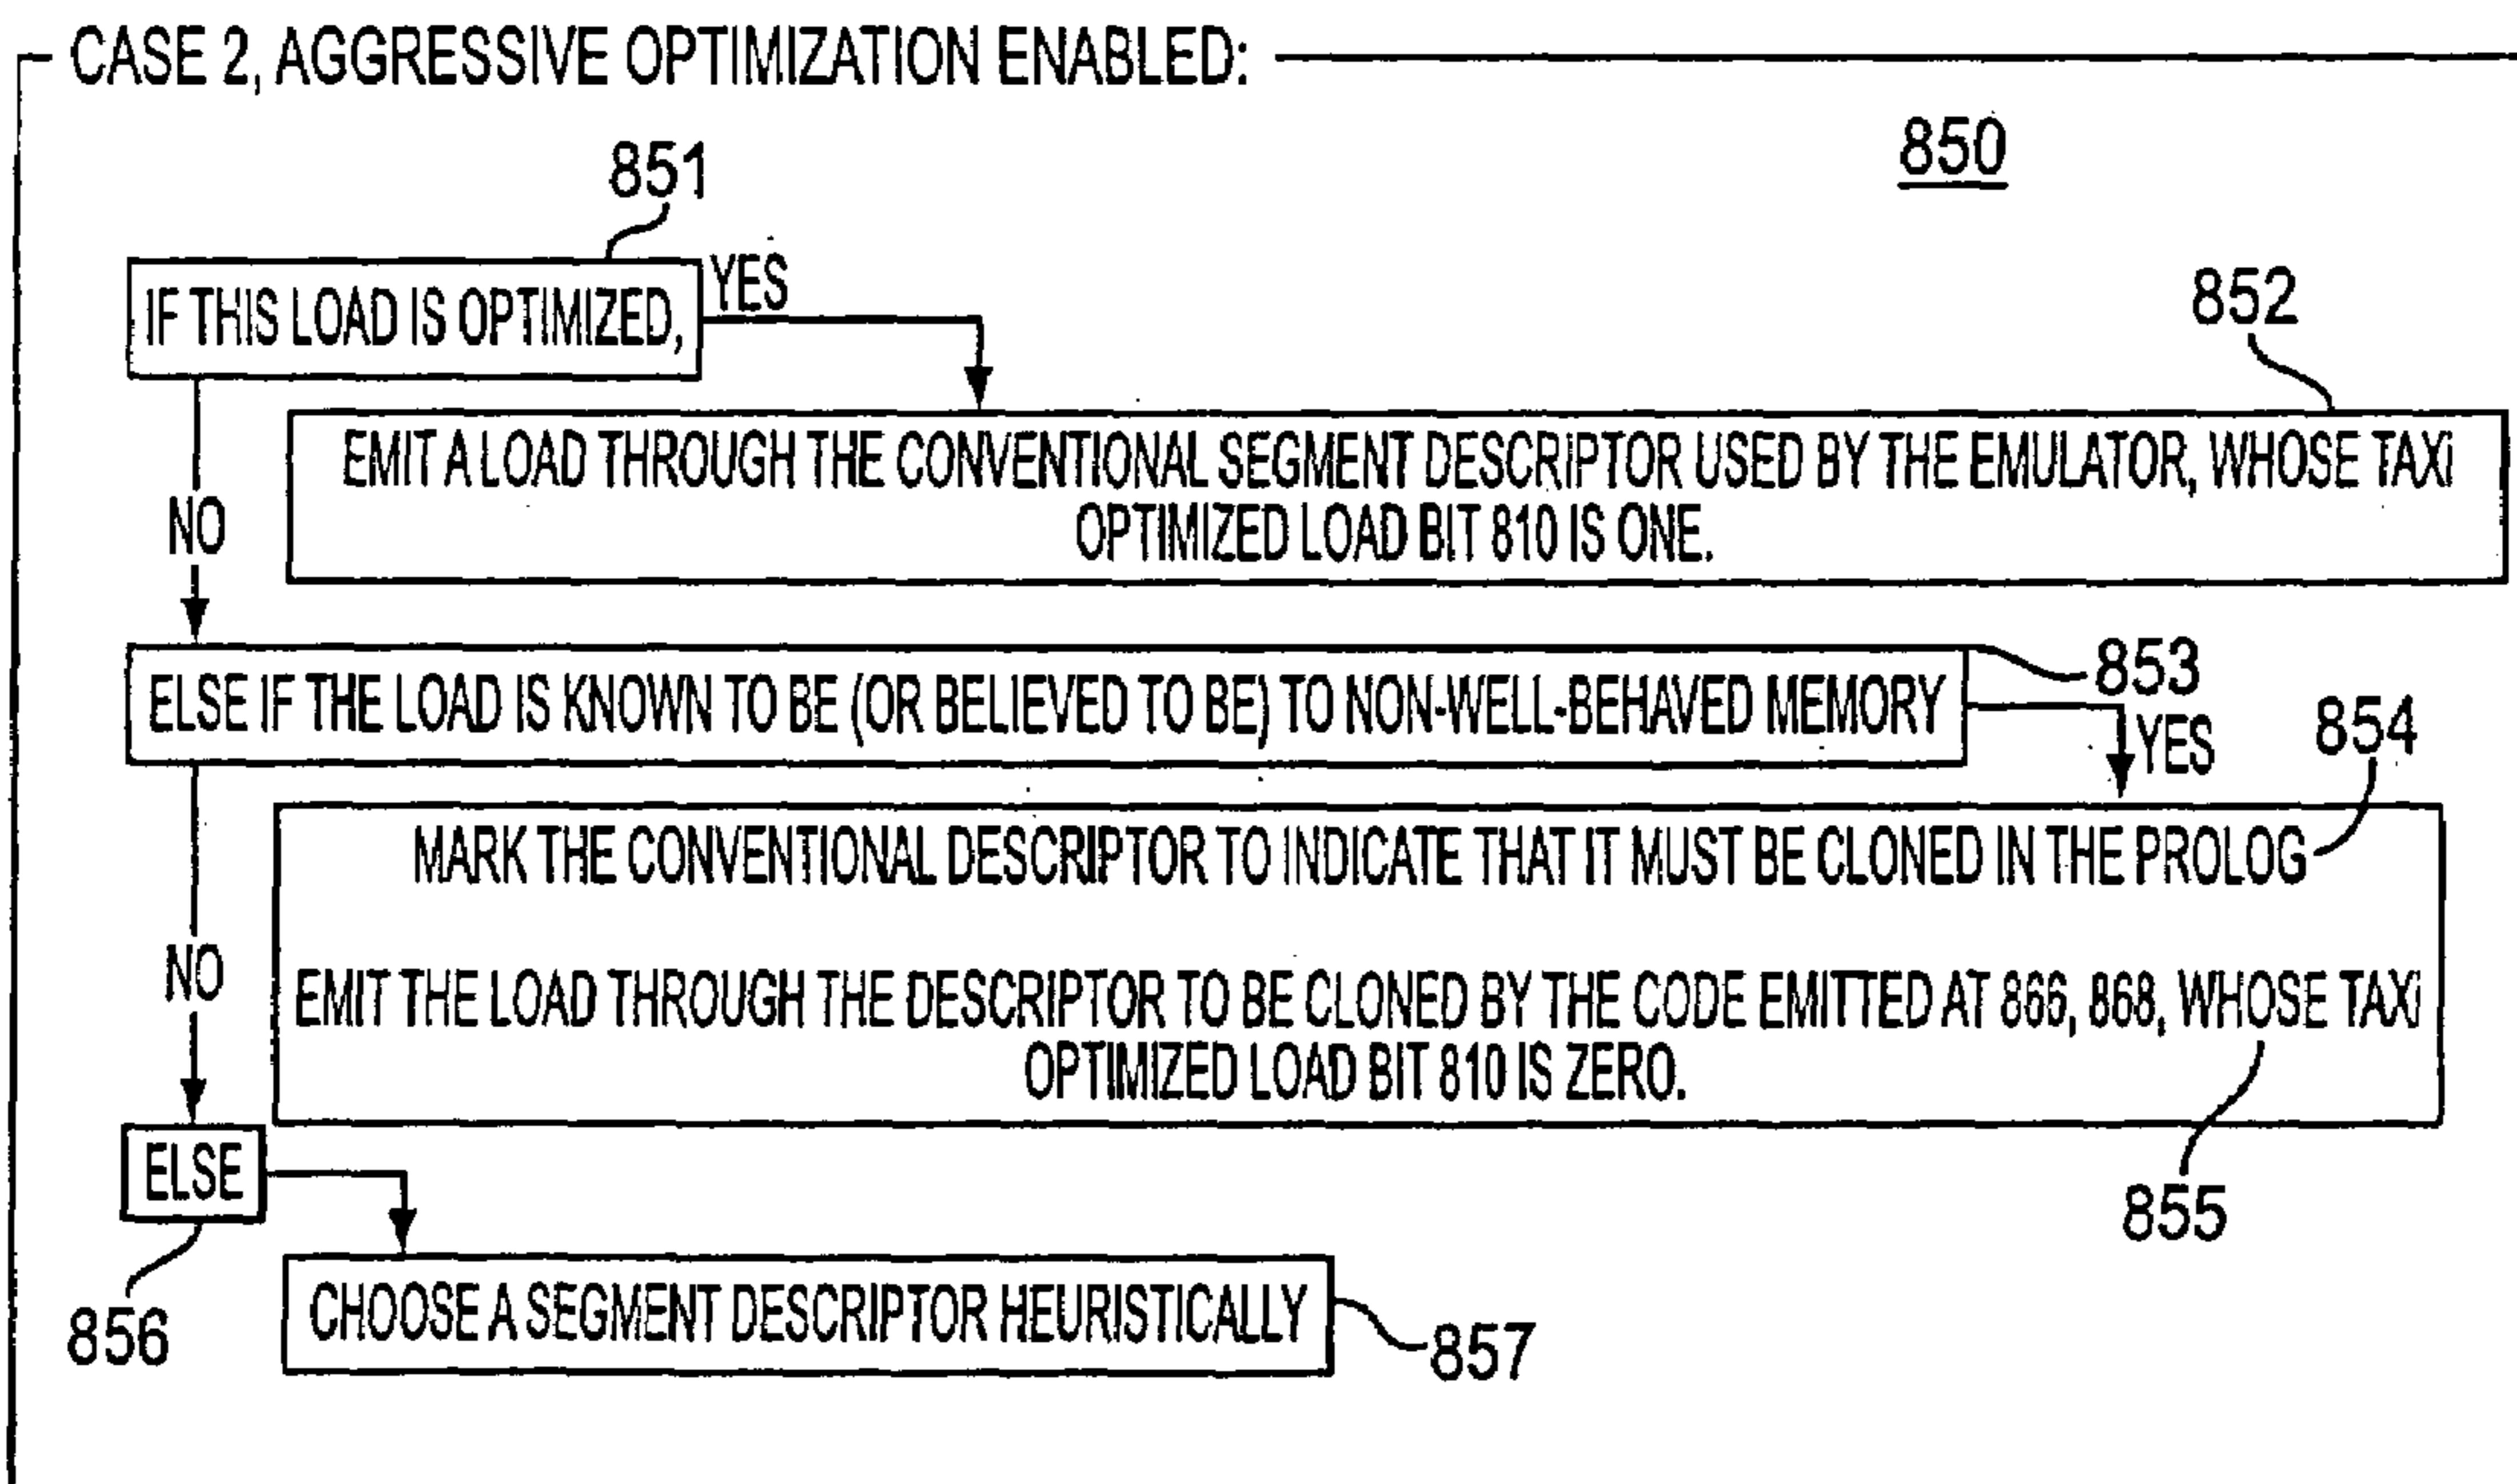 CASE 2, AGGRESSIVE OPTIMIZATION ENABLED:
850
851
IF THIS LOAD IS OPTIMIZED,
YES
852
EMIT A LOAD THROUGH THE CONVENTIONAL SEGMENT DESCRIPTOR USED BY THE EMULATOR, WHOSE TAXi
OPTIMIZED LOAD BIT 810 IS ONE.
NO
853
ELSE IF THE LOAD IS KNOWN TO BE (OR BELIEVED TO BE) TO NON-WELL-BEHAVED MEMORY
YES
854
MARK THE CONVENTIONAL DESCRIPTOR TO INDICATE THAT IT MUST BE CLONED IN THE PROLOG
NO
EMIT THE LOAD THROUGH THE DESCRIPTOR TO BE CLONED BY THE CODE EMITTED AT 866, 868, WHOSE TAXi
OPTIMIZED LOAD BIT 810 IS ZERO.
855
ELSE
856
CHOOSE A SEGMENT DESCRIPTOR HEURISTICALLY
857